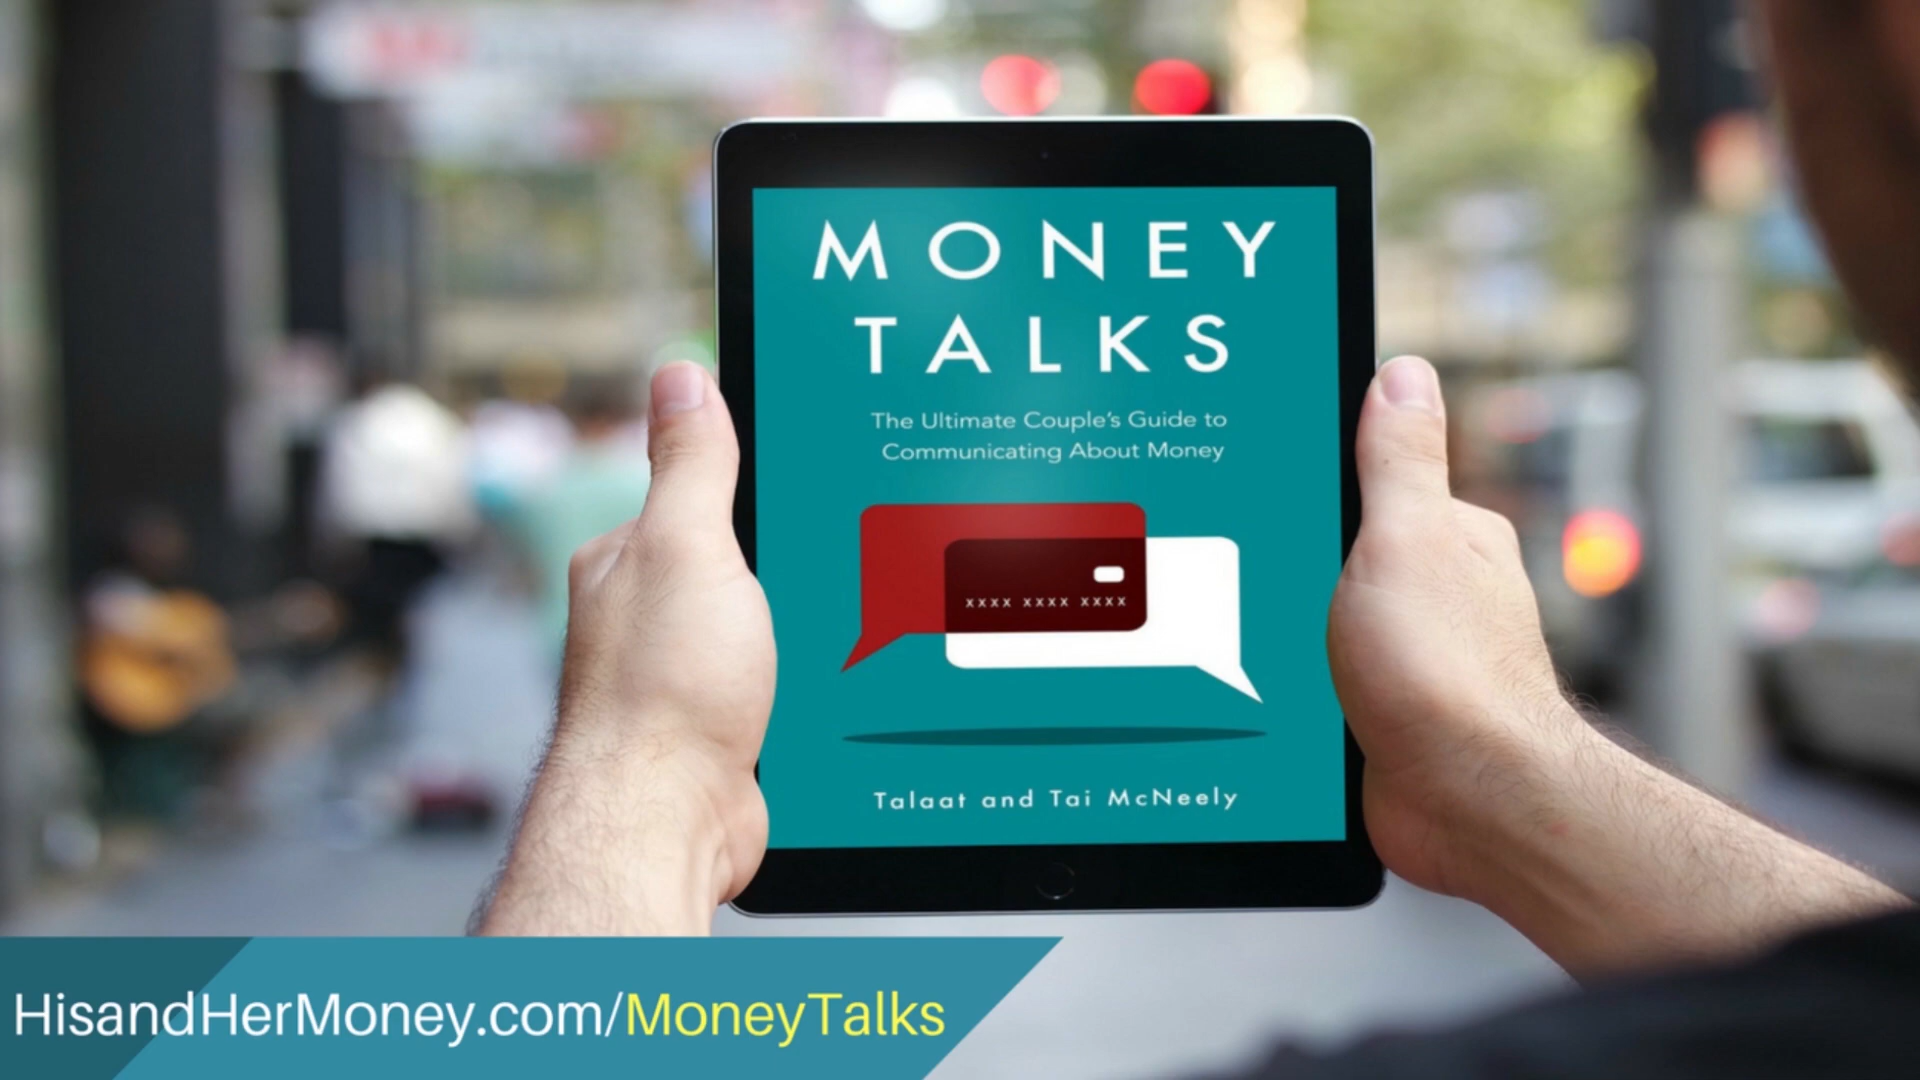 MONEY
TALKS
The Ultimate Couple's Guide to
Communicating About Money
xxxx xxxx xxxx
Talaat and Tai McNeely
HisandHerMoney.com/MoneyTalks